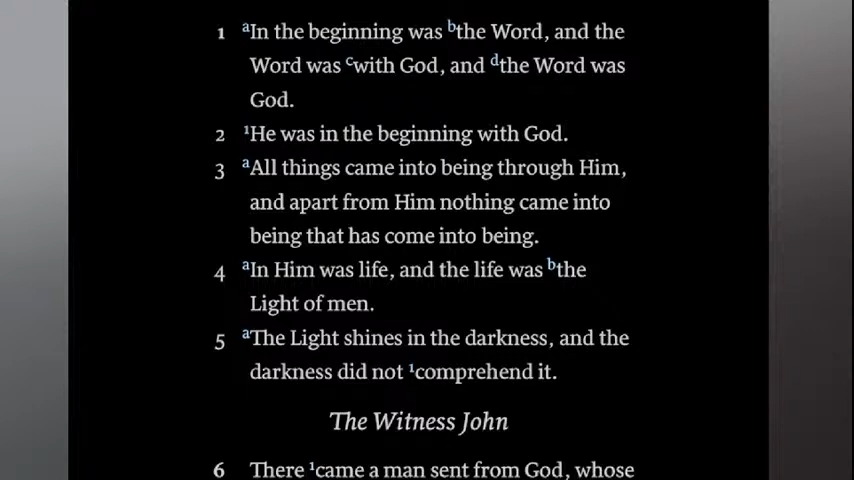 1 ᵃIn the beginning was ᵇthe Word, and the
Word was ᶜwith God, and ᵈthe Word was
God.
2 ¹He was in the beginning with God.
3 ᵃAll things came into being through Him,
and apart from Him nothing came into
being that has come into being.
4 ᵃIn Him was life, and the life was ᵇthe
Light of men.
5 ᵃThe Light shines in the darkness, and the
darkness did not ¹comprehend it.
The Witness John
6 There ¹came a man sent from God, whose